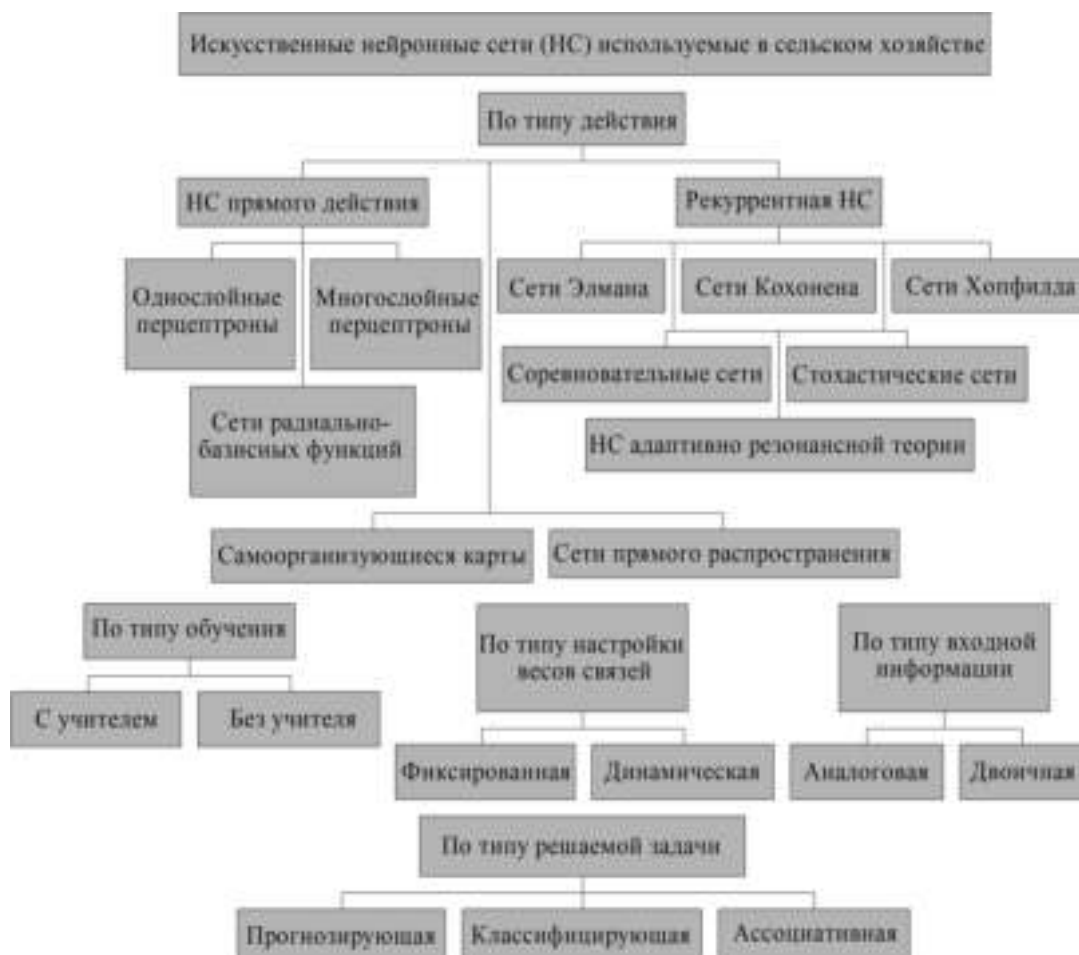 Искусственные нейронные сети (НС) используемые в сельском хозяйстве
По типу действия
НС прямого действия
Рекуррентная НС
Однослойные
перцептроны
Многослойные
перцептроны
Сети Элмана
Сети Кохонена
Сети Хопфилда
Соревновательные сети
Стохастические сети
Сети радиально-
базисных функций
НС адаптивно резонансной теории
Самоорганизующиеся карты
Сети прямого распространения
По типу обучения
С учителем
Без учителя
По типу настройки
весов связей
Фиксированная
Динамическая
По типу входной
информации
Аналоговая
Двоичная
По типу решаемой задачи
Прогнозирующая
Классифицирующая
Ассоциативная